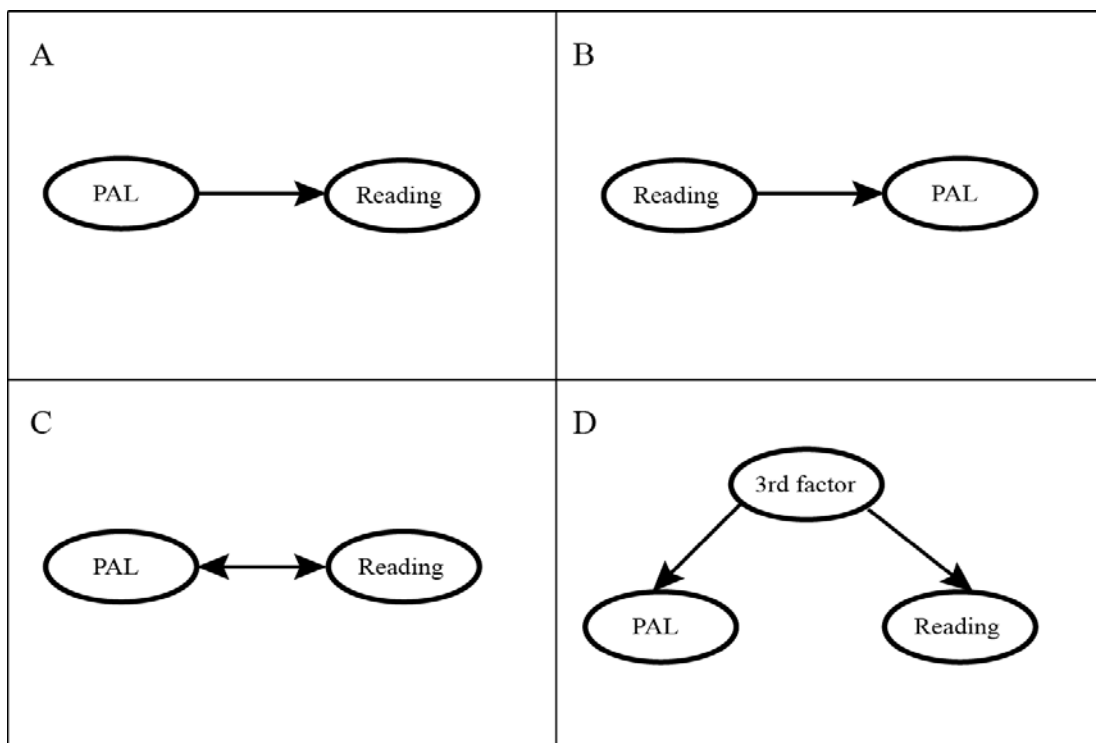 A
PAL
Reading
B
Reading
PAL
C
PAL
Reading
D
3rd factor
PAL
Reading